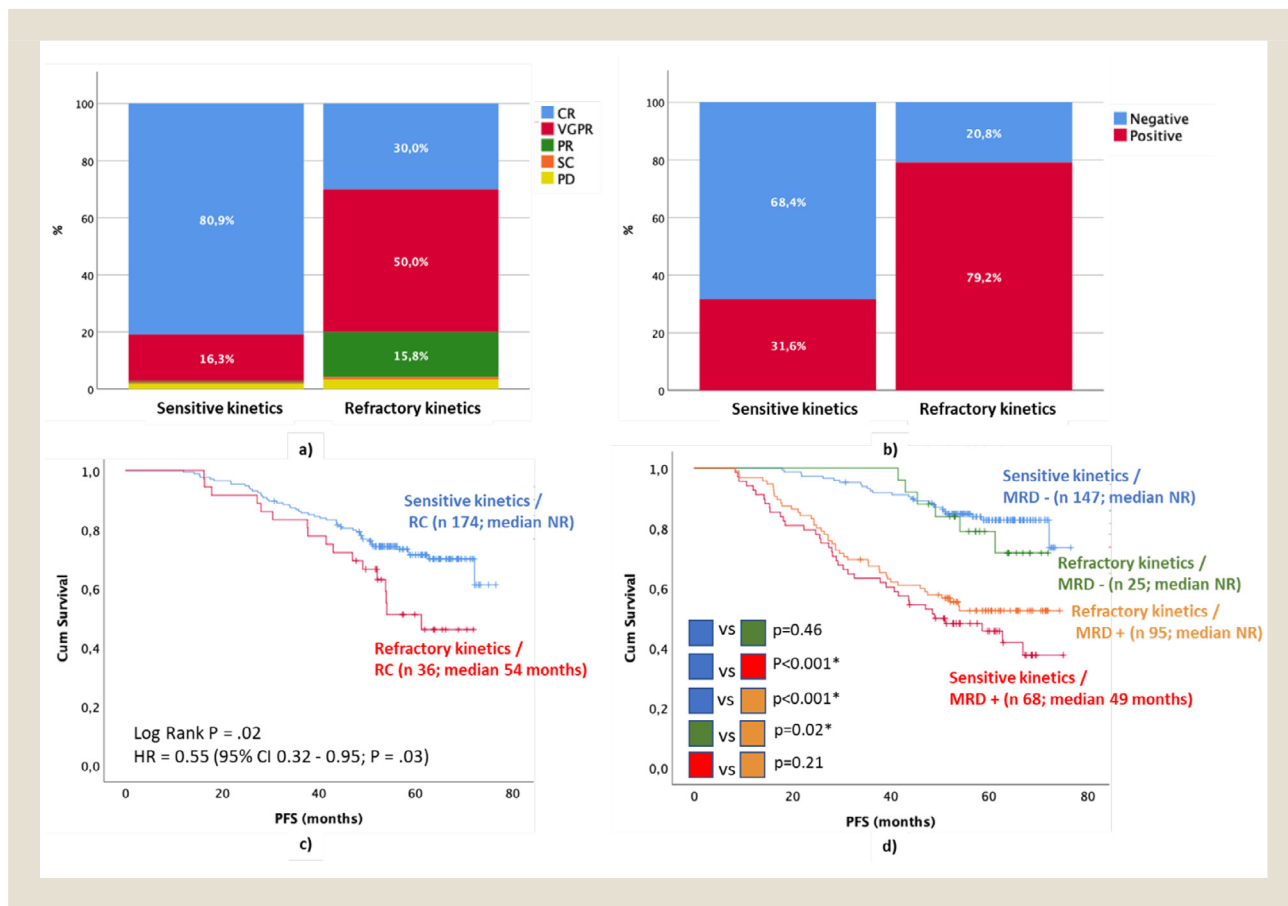 100
80
60
40
20
0
%
80,9%
16,3%
30,0%
50,0%
15,8%
CR
VGPR
PR
SC
PD
Sensitive kinetics
Refractory kinetics
a)
100
80
60
40
20
0
%
68,4%
31,6%
20,8%
79,2%
Negative
Positive
Sensitive kinetics
Refractory kinetics
b)
1,0
0,8
0,6
0,4
0,2
0,0
Cum Survival
Sensitive kinetics /
RC (n 174; median NR)
Refractory kinetics /
RC (n 36; median 54 months)
Log Rank P = .02
HR = 0.55 (95% CI 0.32 - 0.95; P = .03)
0 20 40 60 80
PFS (months)
c)
1,0
0,8
0,6
0,4
0,2
0,0
Cum Survival
Sensitive kinetics /
MRD - (n 147; median NR)
Refractory kinetics /
MRD - (n 25; median NR)
Refractory kinetics /
MRD + (n 95; median NR)
Sensitive kinetics /
MRD + (n 68; median 49 months)
vs p=0.46
vs P<0.001*
vs p<0.001*
vs p=0.02*
vs p=0.21
0 20 40 60 80
PFS (months)
d)